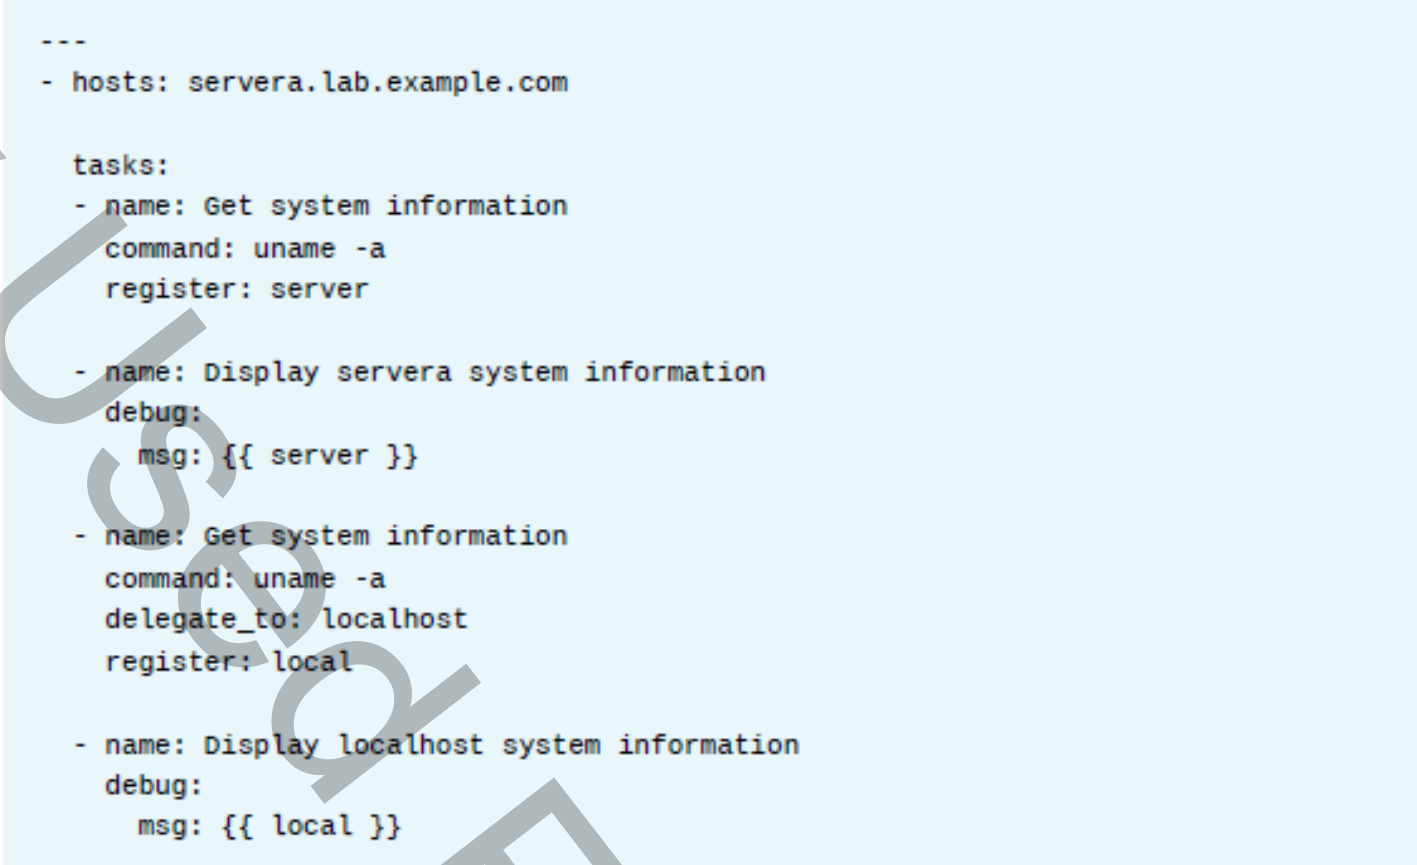 ---
- hosts: servera.lab.example.com

  tasks:
  - name: Get system information
    command: uname -a
    register: server

  - name: Display servera system information
    debug:
      msg: {{ server }}

  - name: Get system information
    command: uname -a
    delegate_to: localhost
    register: local

  - name: Display localhost system information
    debug:
      msg: {{ local }}
Used